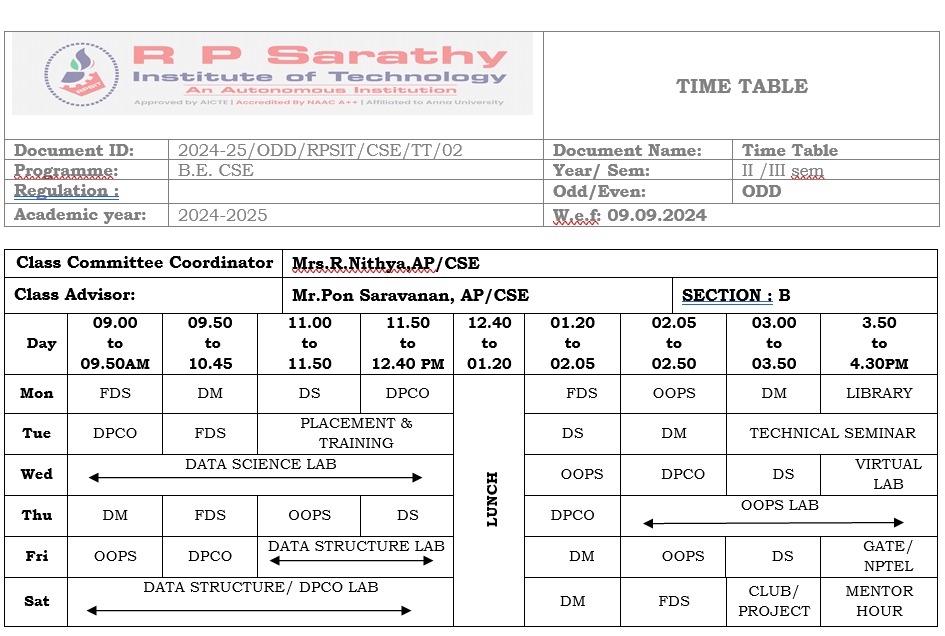 R P Sarathy
Institute of Technology
An Autonomous Institution
Approved by AICTE | Accredited By NAAC A++ | Affiliated to Anna University
TIME TABLE
Document ID: 2024-25/ODD/RPSIT/CSE/TT/02 Document Name: Time Table
Programme: B.E. CSE Year/ Sem: II /III sem
Regulation : Odd/Even: ODD
Academic year: 2024-2025 W.e.f: 09.09.2024
Class Committee Coordinator Mrs.R.Nithya,AP/CSE
Class Advisor: Mr.Pon Saravanan, AP/CSE SECTION : B
Day 09.00 to 09.50AM 09.50 to 10.45 11.00 to 11.50 11.50 to 12.40 PM 12.40 01.20 01.20 to 02.05 02.05 to 02.50 03.00 to 03.50 3.50 to 4.30PM
Mon FDS DM DS DPCO LUNCH FDS OOPS DM LIBRARY
Tue DPCO FDS PLACEMENT & TRAINING DS DM TECHNICAL SEMINAR
Wed DATA SCIENCE LAB OOPS DPCO DS VIRTUAL LAB
Thu DM FDS OOPS DS DPCO OOPS LAB
Fri OOPS DPCO DATA STRUCTURE LAB DM OOPS DS GATE/ NPTEL
Sat DATA STRUCTURE/ DPCO LAB DM FDS CLUB/ PROJECT MENTOR HOUR